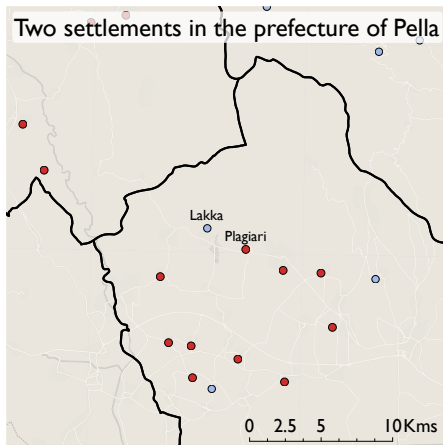 Two settlements in the prefecture of Pella
Lakka
Plagiari
0 2.5 5 10Kms